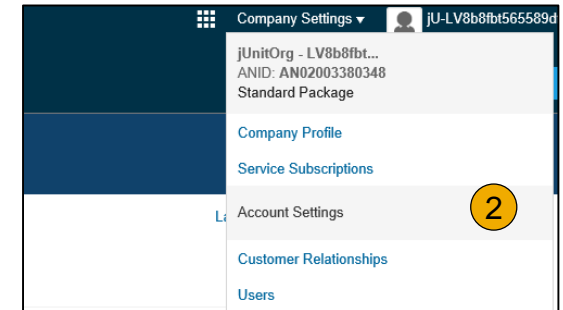 Company Settings ▾ jU-LV8b8fbt565589d
jUnitOrg - LV8b8fbt...
ANID: AN02003380348
Standard Package
Company Profile
Service Subscriptions
La
Account Settings 2
Customer Relationships
Users